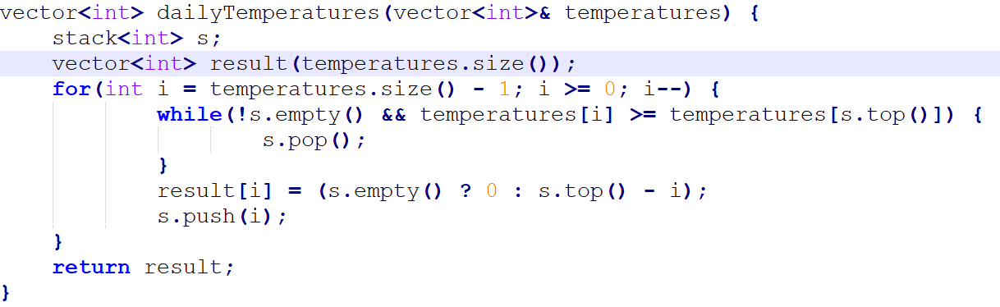 vector<int> dailyTemperatures(vector<int>& temperatures) {
    stack<int> s;
    vector<int> result(temperatures.size());
    for(int i = temperatures.size() - 1; i >= 0; i--) {
            while(!s.empty() && temperatures[i] >= temperatures[s.top()]) {
                    s.pop();
            }
            result[i] = (s.empty() ? 0 : s.top() - i);
            s.push(i);
    }
    return result;
}